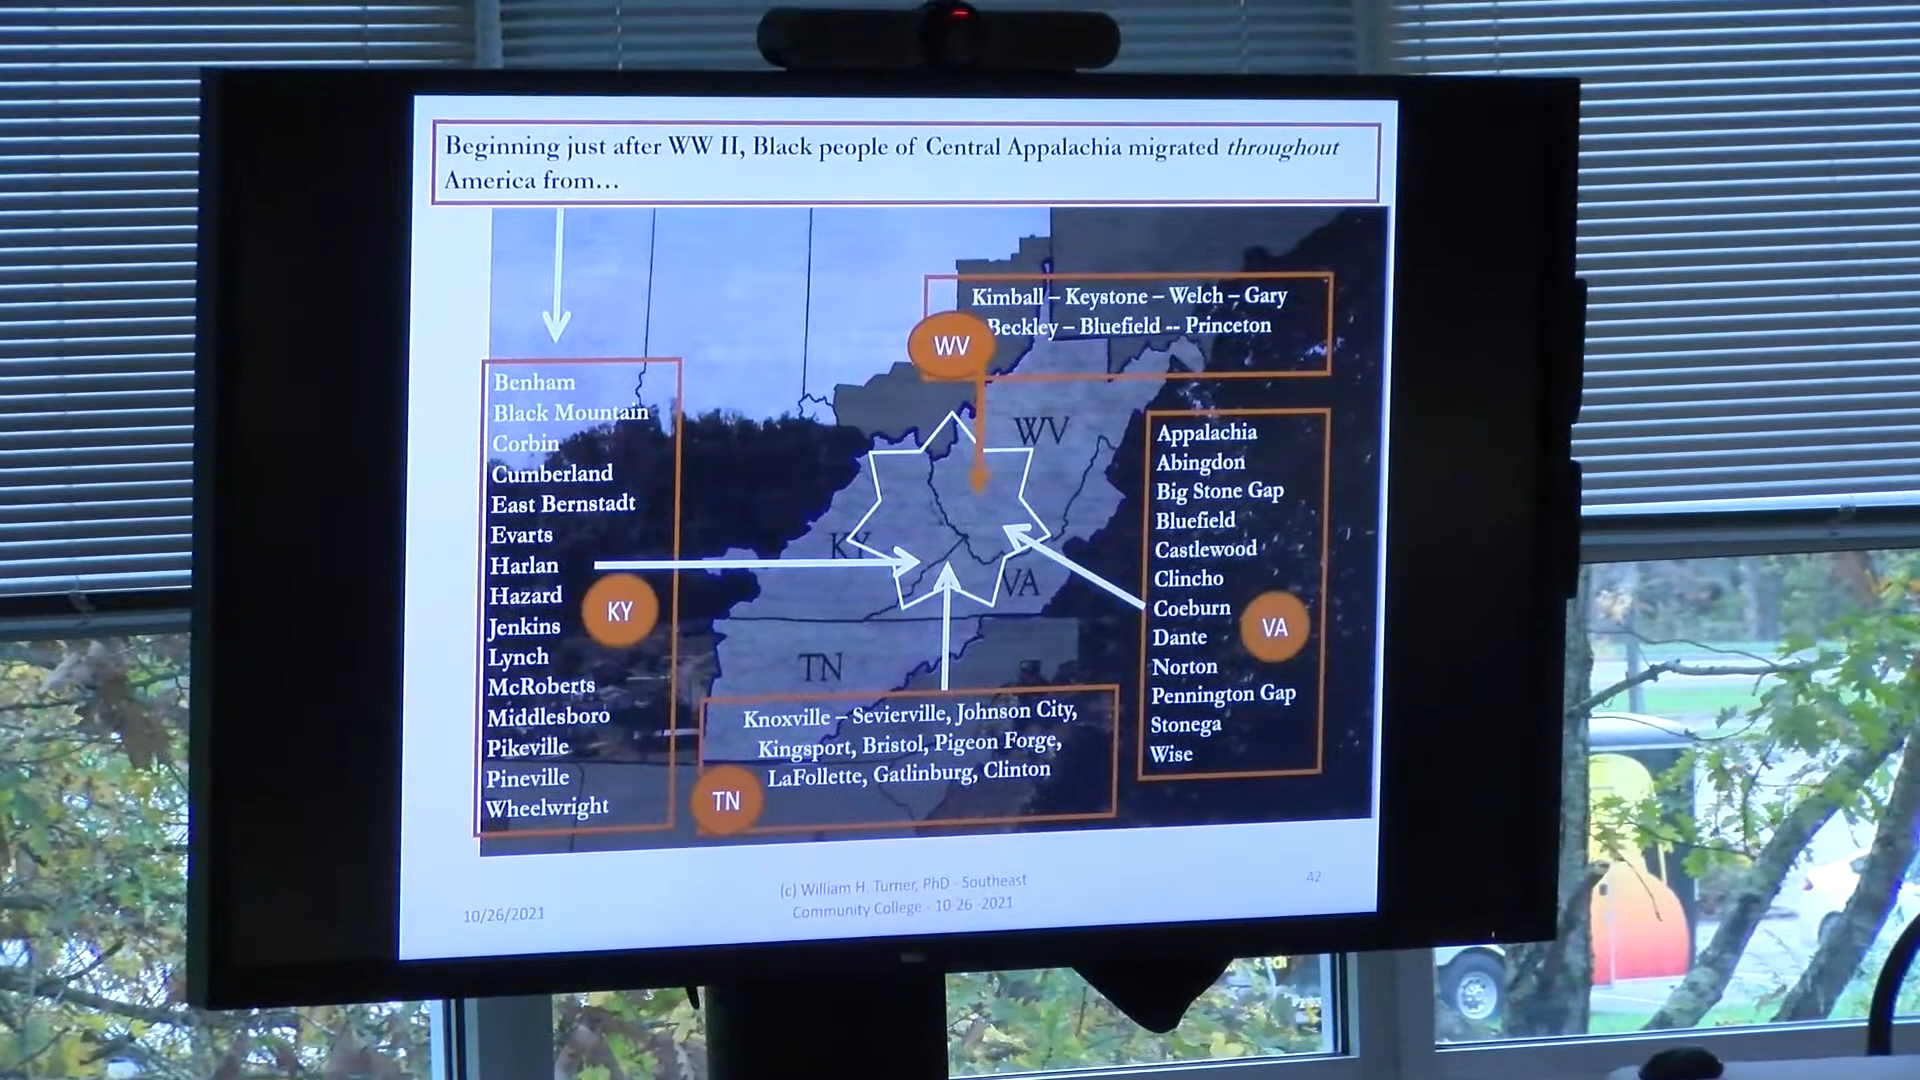 Beginning just after WW II, Black people of Central Appalachia migrated throughout
America from...
Kimball – Keystone – Welch – Gary
Beckley – Bluefield -- Princeton
WV
Benham
Black Mountain
Corbin
Cumberland
East Bernstadt
Evarts
Harlan
Hazard
Jenkins
Lynch
McRoberts
Middlesboro
Pikeville
Pineville
Wheelwright
KY
WV
KY
VA
TN
Appalachia
Abingdon
Big Stone Gap
Bluefield
Castlewood
Clincho
Coeburn
Dante
Norton
Pennington Gap
Stonega
Wise
VA
Knoxville – Sevierville, Johnson City,
Kingsport, Bristol, Pigeon Forge,
LaFollette, Gatlinburg, Clinton
TN
10/26/2021
(c) William H. Turner, PhD - Southeast
Community College - 10-26 -2021
42